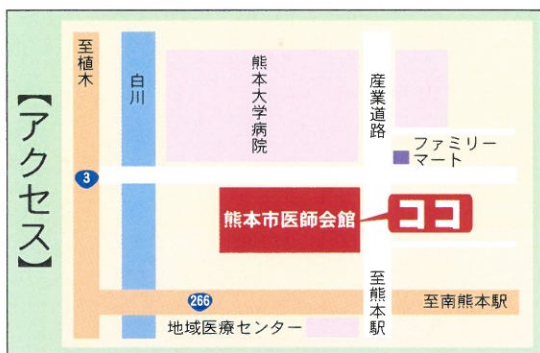 【アクセス】
至植木
白川
熊本大学病院
産業道路
ファミリー
マート
3
熊本市医師会館
ココ
266
至熊本駅
至南熊本駅
地域医療センター